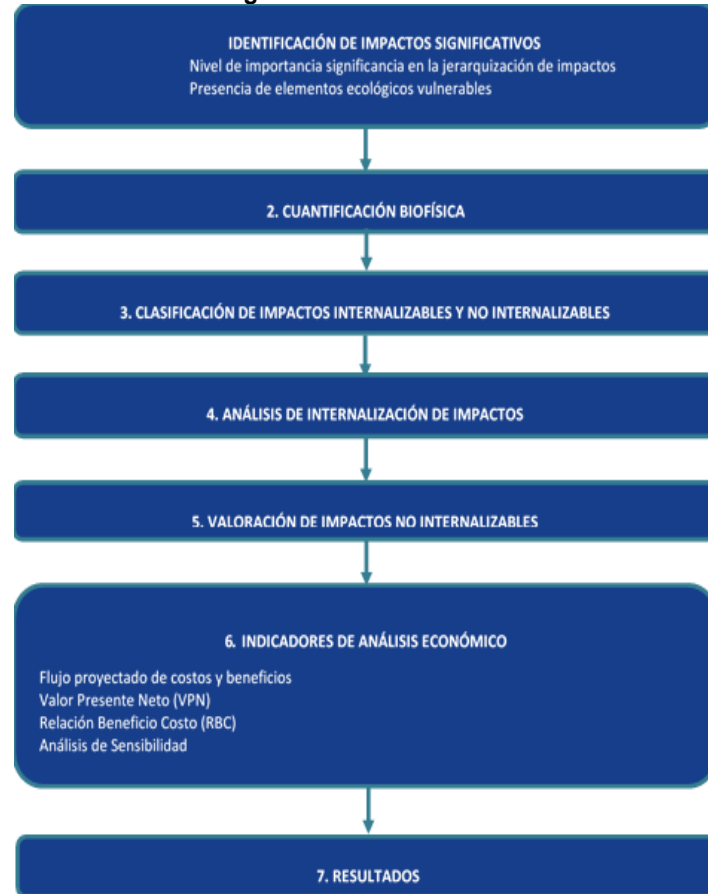 IDENTIFICACIÓN DE IMPACTOS SIGNIFICATIVOS
Nivel de importancia significancia en la jerarquización de impactos
Presencia de elementos ecológicos vulnerables
2. CUANTIFICACIÓN BIOFÍSICA
3. CLASIFICACIÓN DE IMPACTOS INTERNALIZABLES Y NO INTERNALIZABLES
4. ANÁLISIS DE INTERNALIZACIÓN DE IMPACTOS
5. VALORACIÓN DE IMPACTOS NO INTERNALIZABLES
6. INDICADORES DE ANÁLISIS ECONÓMICO
Flujo proyectado de costos y beneficios
Valor Presente Neto (VPN)
Relación Beneficio Costo (RBC)
Análisis de Sensibilidad
7. RESULTADOS